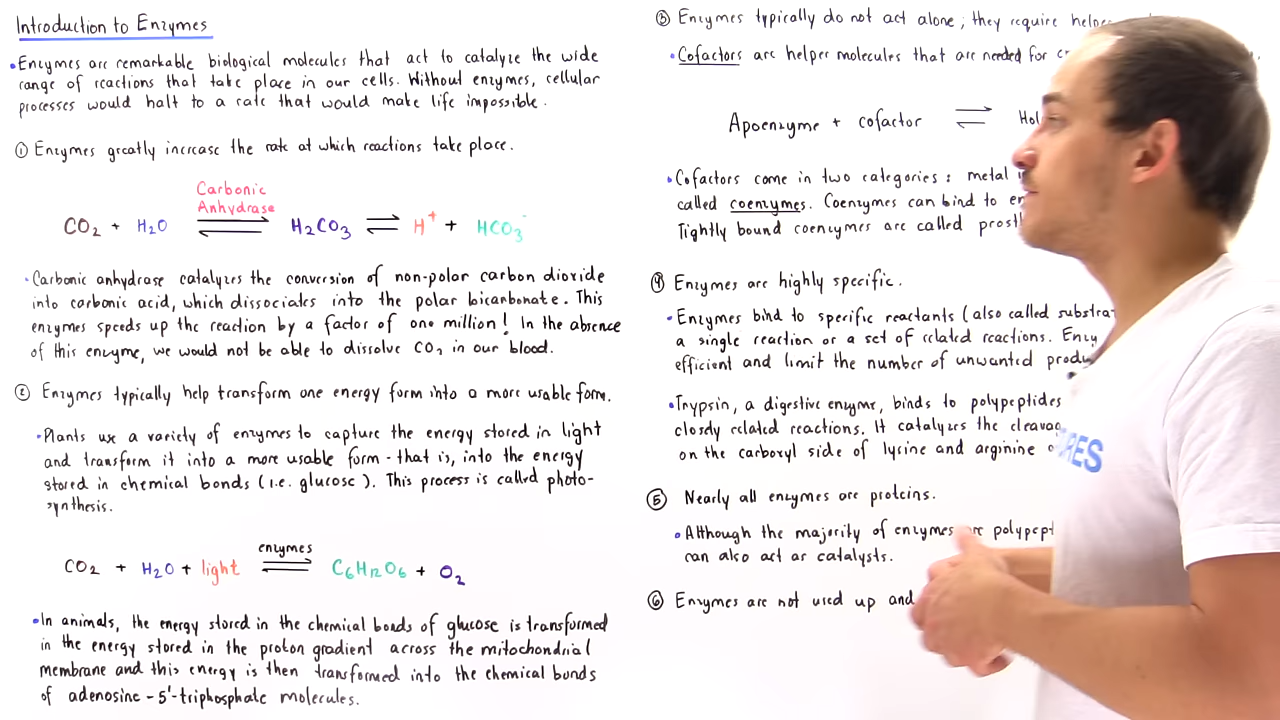 Introduction to Enzymes
•Enzymes are remarkable biological molecules that act to catalyze the wide
range of reactions that take place in our cells. Without enzymes, cellular
processes would halt to a rate that would make life impossible.
① Enzymes greatly increase the rate at which reactions take place.
Carbonic
Anhydrase
CO₂ + H₂O ⇌ H₂CO₃ ⇌ H⁺ + HCO₃⁻
•Carbonic anhydrase catalyzes the conversion of non-polar carbon dioxide
into carbonic acid, which dissociates into the polar bicarbonate. This
enzymes speeds up the reaction by a factor of one million! In the absence
of this enzyme, we would not be able to dissolve CO₂ in our blood.
② Enzymes typically help transform one energy form into a more usable form.
•Plants use a variety of enzymes to capture the energy stored in light
and transform it into a more usable form - that is, into the energy
stored in chemical bonds (i.e. glucose). This process is called photo-
synthesis.
enzymes
CO₂ + H₂O + light ⇌ C₆H₁₂O₆ + O₂
•In animals, the energy stored in the chemical bonds of glucose is transformed
in the energy stored in the proton gradient across the mitochondrial
membrane and this energy is then transformed into the chemical bonds
of adenosine-5'-triphosphate molecules.
③ Enzymes typically do not act alone; they require
•Cofactors are helper molecules that are needed for
Apoenzyme + cofactor ⇌
•Cofactors come in two categories: metal
called coenzymes. Coenzymes can bind to
Tightly bound coenzymes are called
④ Enzymes are highly specific.
•Enzymes bind to specific reactants (also called
a single reaction or a set of related reactions.
efficient and limit the number of unwanted
•Trypsin, a digestive enzyme, binds to polypeptides
closely related reactions. It catalyzes the
on the carboxyl side of lysine and arginine
⑤ Nearly all enzymes are proteins.
•Although the majority of enzymes
can also act as catalysts.
⑥ Enzymes are not used up and